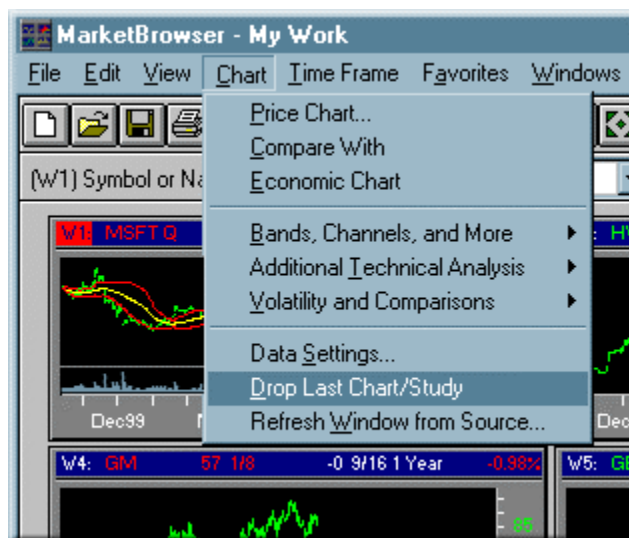 MarketBrowser - My Work
File Edit View Chart Time Frame Favorites Windows
Price Chart...
Compare With
Economic Chart
(W1) Symbol or Na
W1: MSFT Q
Bands, Channels, and More
Additional Technical Analysis
Volatility and Comparisons
Data Settings...
Drop Last Chart/Study
Refresh Window from Source...
Dec99
Dec
W4: GM 57 1/8 -0 9/16 1 Year -0.98%
W5:
85